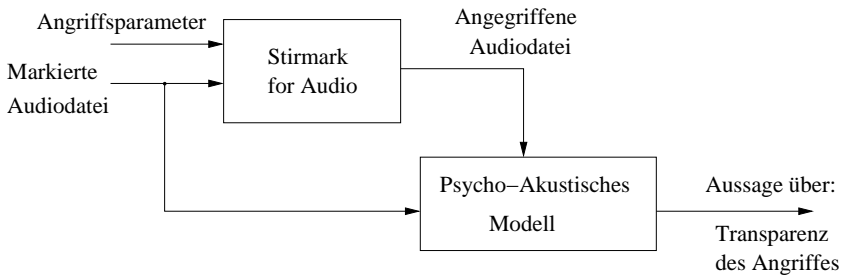 Angriffsparameter
Markierte
Audiodatei
Stirmark
for Audio
Angegriffene
Audiodatei
Psycho−Akustisches
Modell
Aussage über:
Transparenz
des Angriffes